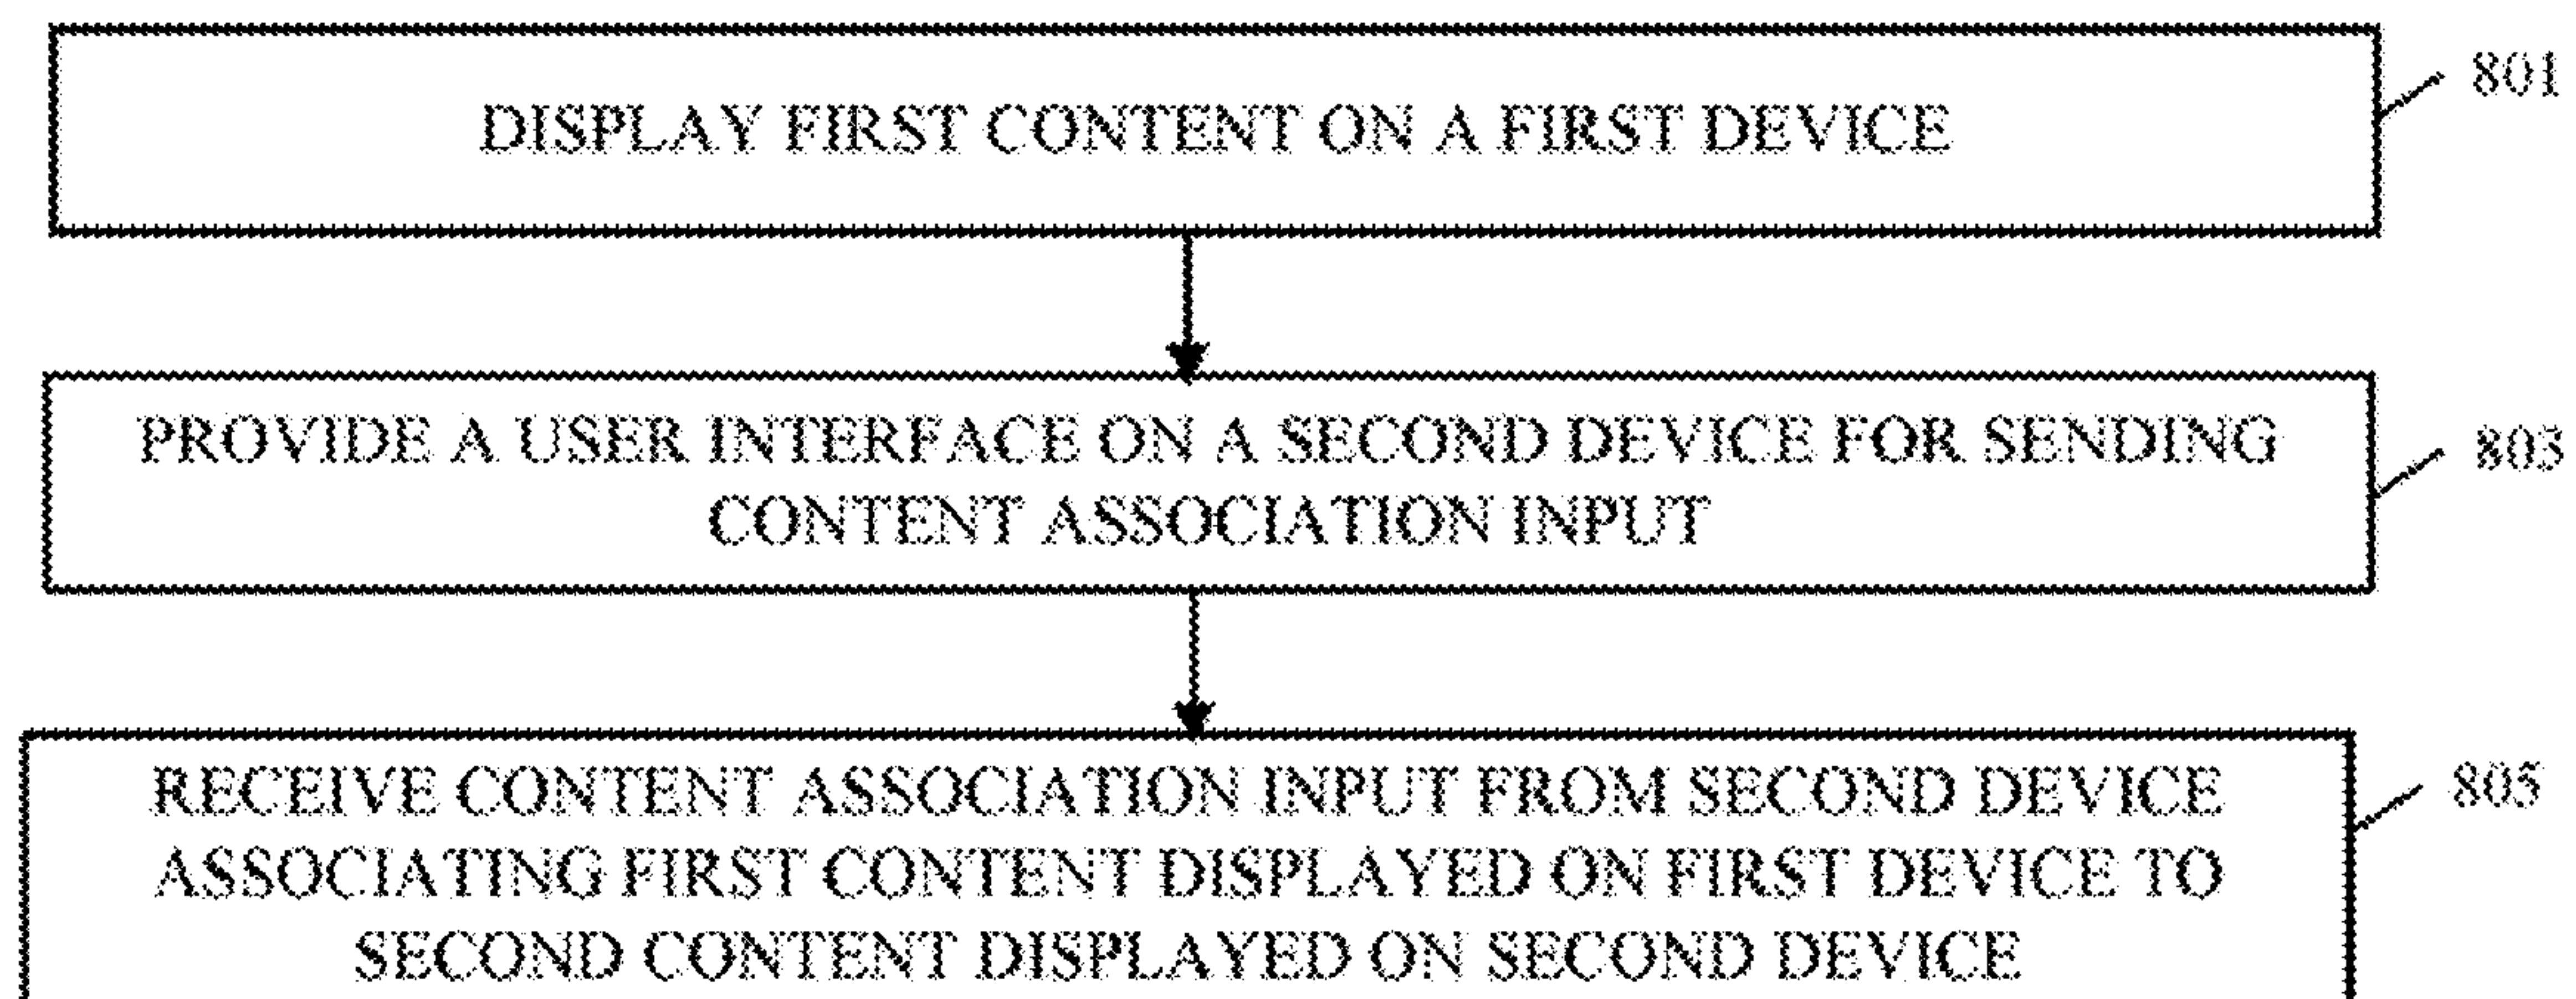 DISPLAY FIRST CONTENT ON A FIRST DEVICE
801
PROVIDE A USER INTERFACE ON A SECOND DEVICE FOR SENDING
CONTENT ASSOCIATION INPUT
803
RECEIVE CONTENT ASSOCIATION INPUT FROM SECOND DEVICE
ASSOCIATING FIRST CONTENT DISPLAYED ON FIRST DEVICE TO
SECOND CONTENT DISPLAYED ON SECOND DEVICE
805